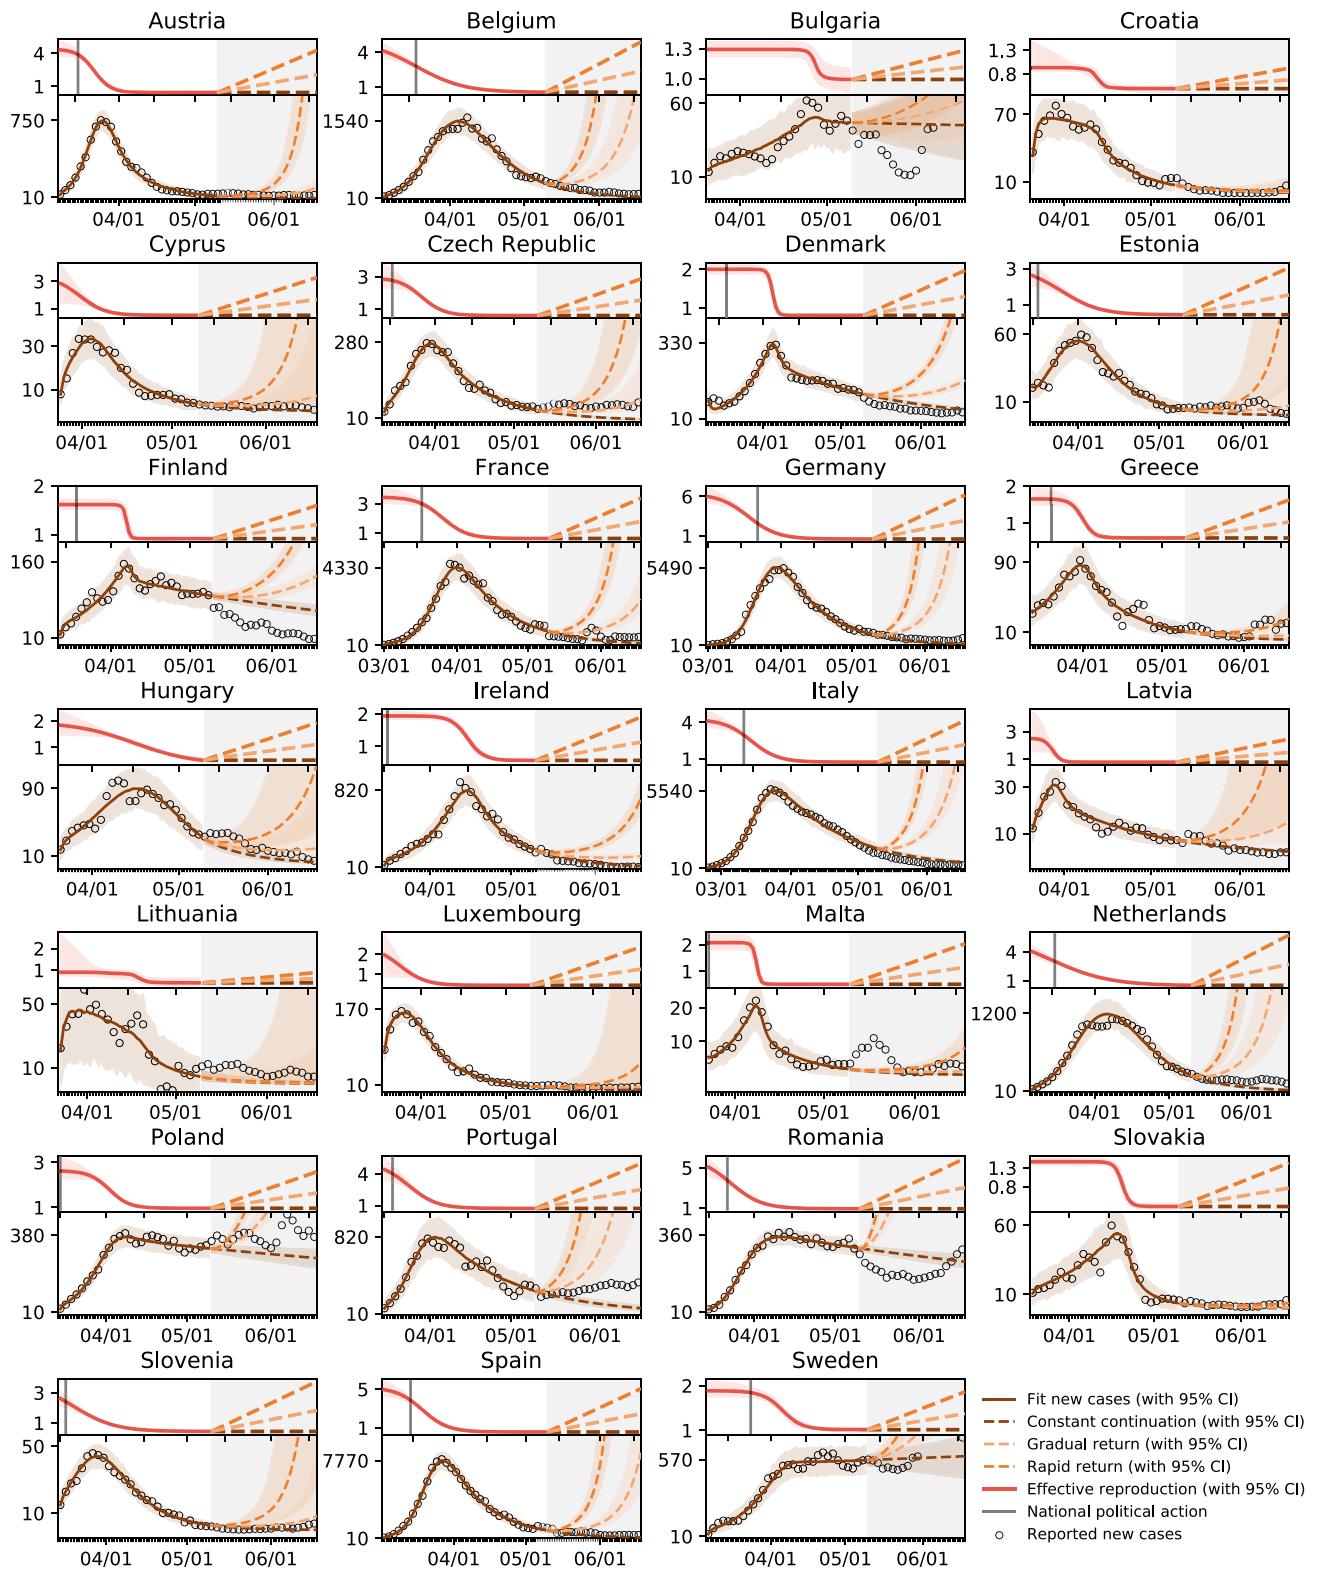 Austria Belgium Bulgaria Croatia
4 4 1.3 1.3
1 1 1.0 0.8
750 1540 60 70
10 10 10 10
04/01 05/01 06/01 04/01 05/01 06/01 04/01 05/01 06/01 04/01 05/01 06/01
Cyprus Czech Republic Denmark Estonia
3 3 2 3
1 1 1 1
30 280 330 60
10 10 10 10
04/01 05/01 06/01 04/01 05/01 06/01 04/01 05/01 06/01 04/01 05/01 06/01
Finland France Germany Greece
2 3 6 2
1 1 1 1
160 4330 5490 90
10 10 10 10
04/01 05/01 06/01 03/01 04/01 05/01 06/01 03/01 04/01 05/01 06/01 04/01 05/01 06/01
Hungary Ireland Italy Latvia
2 2 4 3
1 1 1 1
90 820 5540 30
10 10 10 10
04/01 05/01 06/01 04/01 05/01 06/01 03/01 04/01 05/01 06/01 04/01 05/01 06/01
Lithuania Luxembourg Malta Netherlands
2 2 2 4
1 1 1 1
50 170 20 1200
10 10 10 10
04/01 05/01 06/01 04/01 05/01 06/01 04/01 05/01 06/01 04/01 05/01 06/01
Poland Portugal Romania Slovakia
3 4 5 1.3
1 1 1 0.8
380 820 360 60
10 10 10 10
04/01 05/01 06/01 04/01 05/01 06/01 04/01 05/01 06/01 04/01 05/01 06/01
Slovenia Spain Sweden
3 5 2
1 1 1
50 7770 570
10 10 10
04/01 05/01 06/01 04/01 05/01 06/01 04/01 05/01 06/01
Fit new cases (with 95% CI)
Constant continuation (with 95% CI)
Gradual return (with 95% CI)
Rapid return (with 95% CI)
Effective reproduction (with 95% CI)
National political action
Reported new cases